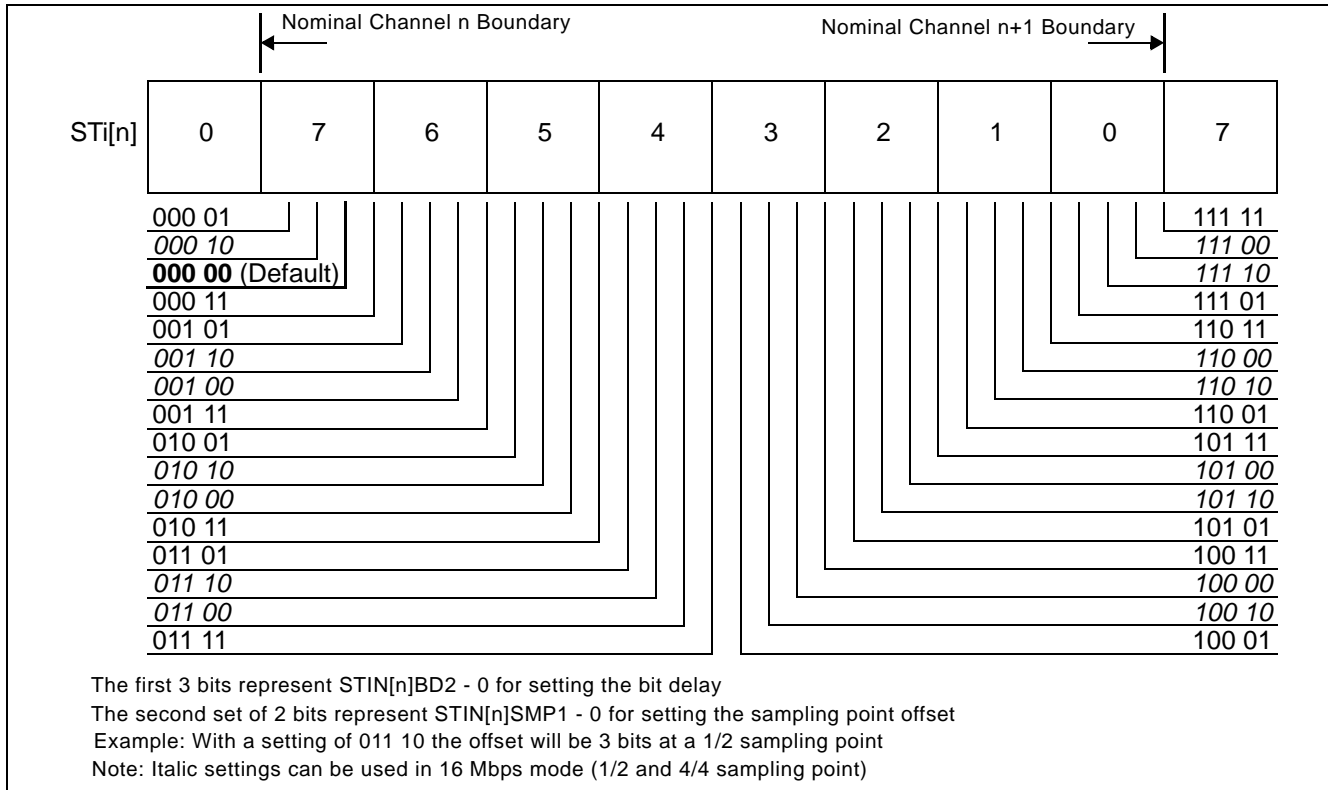 Nominal Channel n Boundary
Nominal Channel n+1 Boundary
STi[n] 0 7 6 5 4 3 2 1 0 7
000 01 111 11
000 10 111 00
000 00 (Default) 111 10
000 11 111 01
001 01 110 11
001 10 110 00
001 00 110 10
001 11 110 01
010 01 101 11
010 10 101 00
010 00 101 10
010 11 101 01
011 01 100 11
011 10 100 00
011 00 100 10
011 11 100 01
The first 3 bits represent STIN[n]BD2 - 0 for setting the bit delay
The second set of 2 bits represent STIN[n]SMP1 - 0 for setting the sampling point offset
Example: With a setting of 011 10 the offset will be 3 bits at a 1/2 sampling point
Note: Italic settings can be used in 16 Mbps mode (1/2 and 4/4 sampling point)